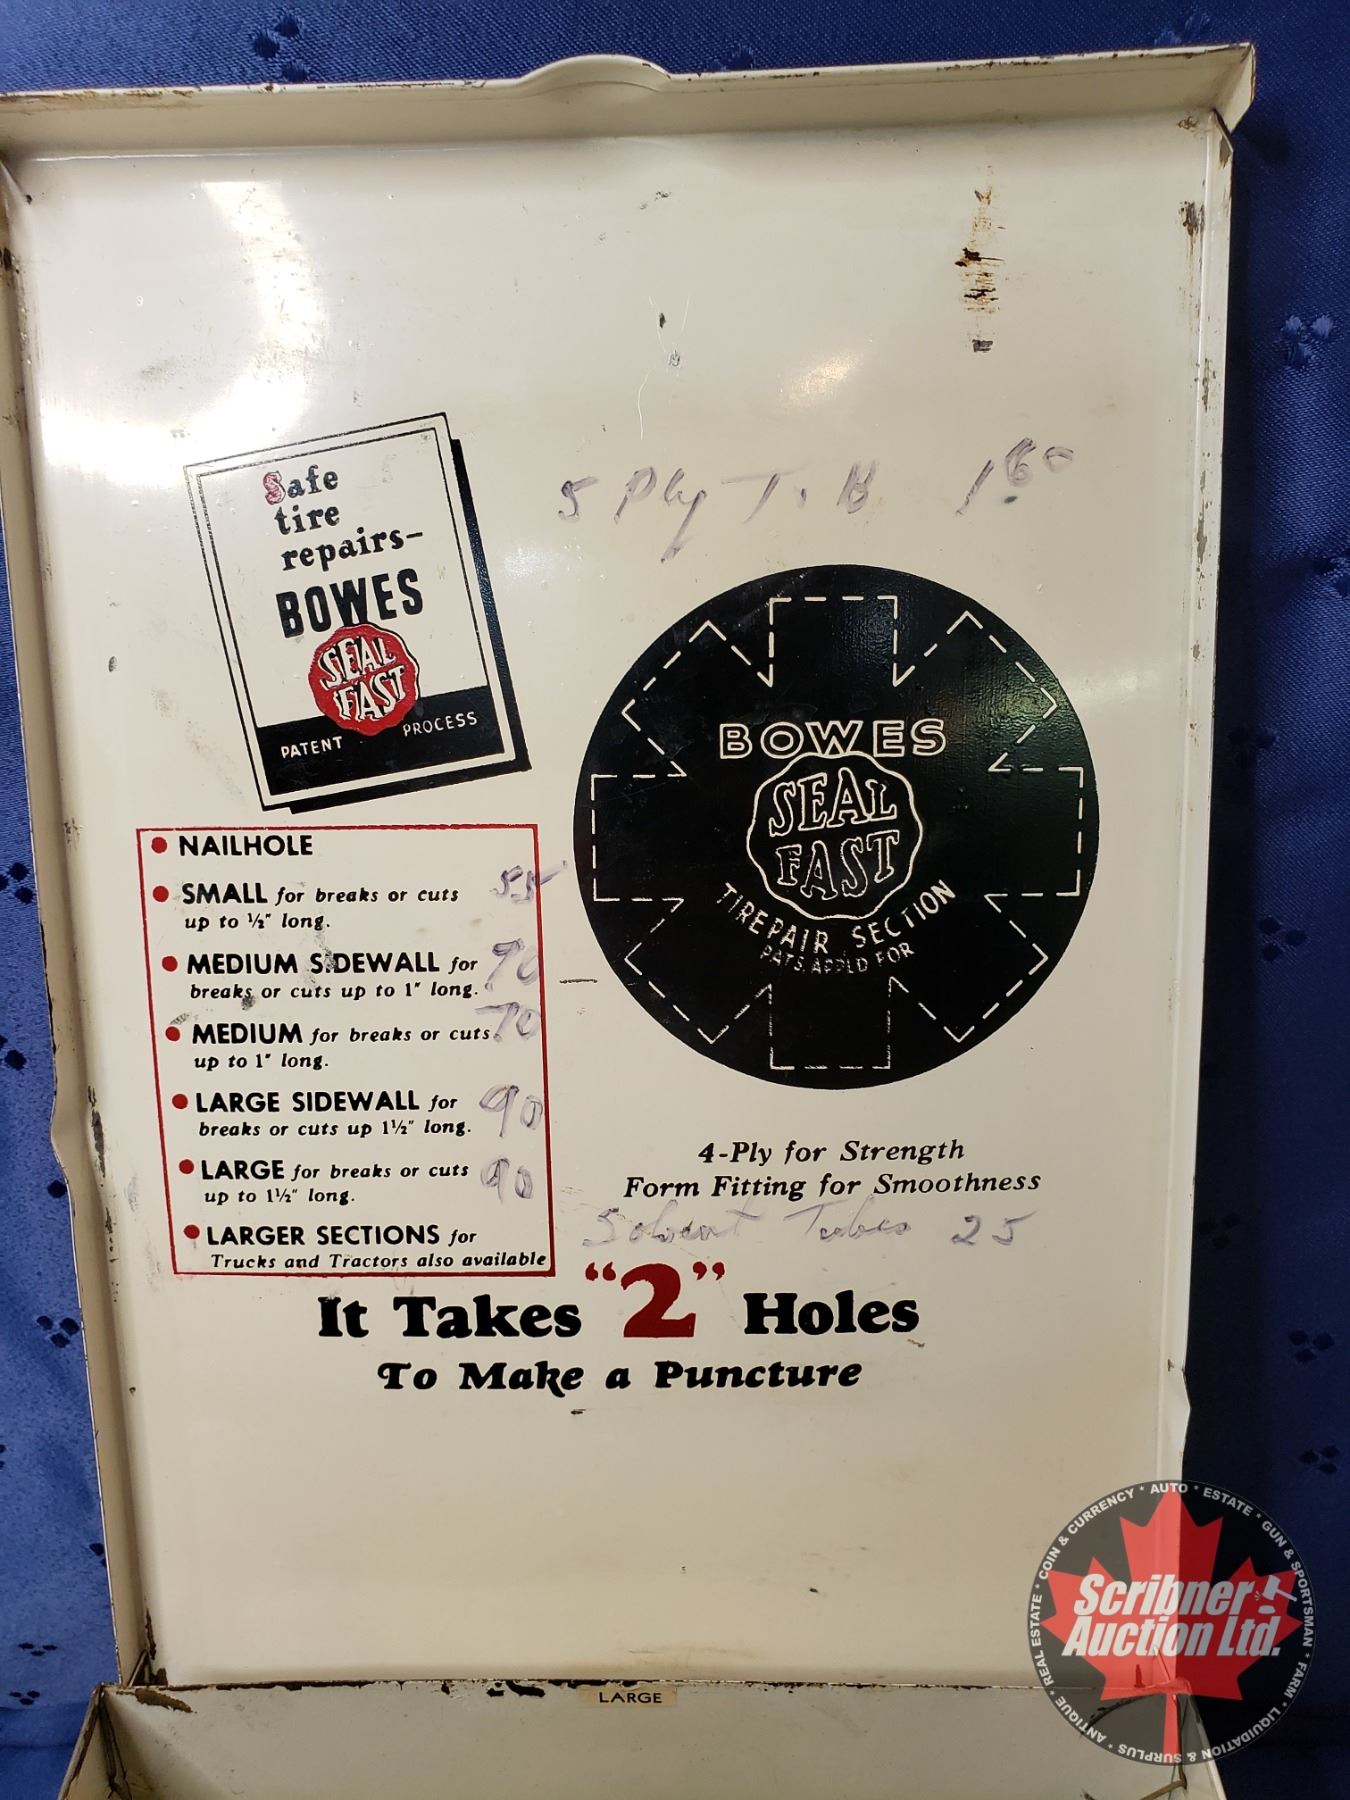 Safe
tire
repairs-
BOWES
SEAL
FAST
PATENT PROCESS
5 Ply T. B 1 60
BOWES
SEAL
FAST
TIREPAIR SECTION
PATS. APPLD FOR
• NAILHOLE
• SMALL for breaks or cuts 55
up to ½" long.
• MEDIUM SIDEWALL for 70
breaks or cuts up to 1" long.
• MEDIUM for breaks or cuts 70
up to 1" long.
• LARGE SIDEWALL for 90
breaks or cuts up 1½" long.
• LARGE for breaks or cuts 90
up to 1½" long.
• LARGER SECTIONS for
Trucks and Tractors also available
4-Ply for Strength
Form Fitting for Smoothness
Solvent Tubes 25
It Takes "2" Holes
To Make a Puncture
LARGE
Scribner
Auction Ltd.
* REAL ESTATE * COIN & CURRENCY * AUTO * ESTATE * GUN & SPORTSMAN * FARM * LIQUIDATION & SURPLUS * ANTIQUE